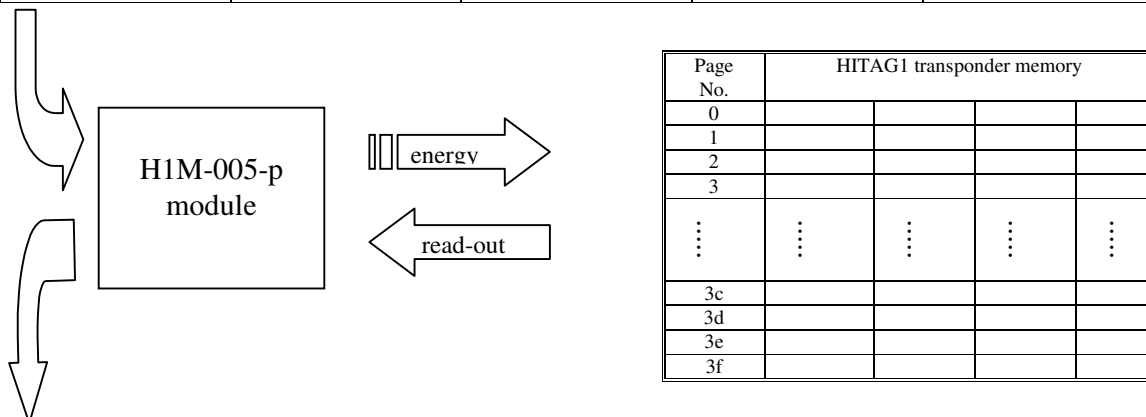 H1M-005-p
module
energy
read-out
Page
No.
HITAG1 transponder memory
0
1
2
3
3c
3d
3e
3f